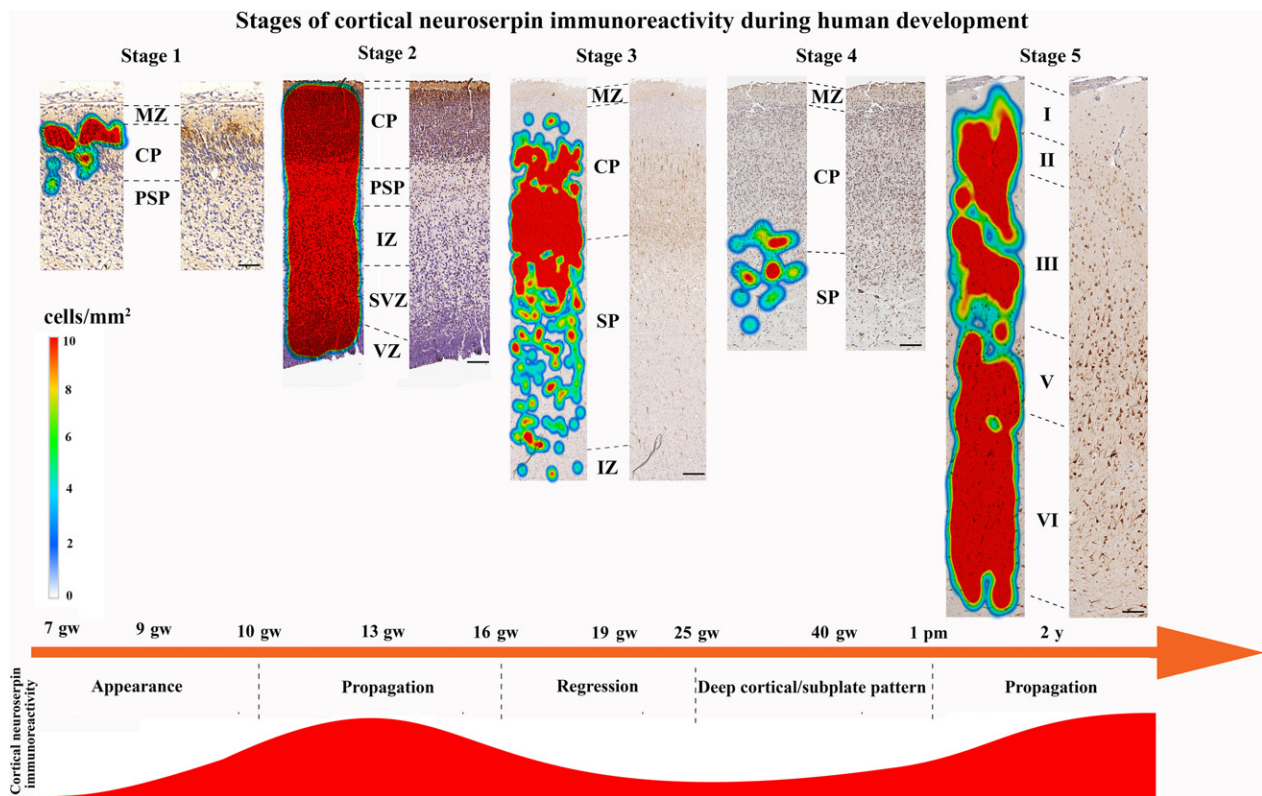 Stages of cortical neuroserpin immunoreactivity during human development
Stage 1
Stage 2
Stage 3
Stage 4
Stage 5
MZ
CP
PSP
CP
PSP
IZ
SVZ
VZ
MZ
CP
SP
IZ
MZ
CP
SP
I
II
III
V
VI
cells/mm²
10
8
6
4
2
0
7 gw 9 gw 10 gw 13 gw 16 gw 19 gw 25 gw 40 gw 1 pm 2 y
Appearance Propagation Regression Deep cortical/subplate pattern Propagation
Cortical neuroserpin
immunoreactivity